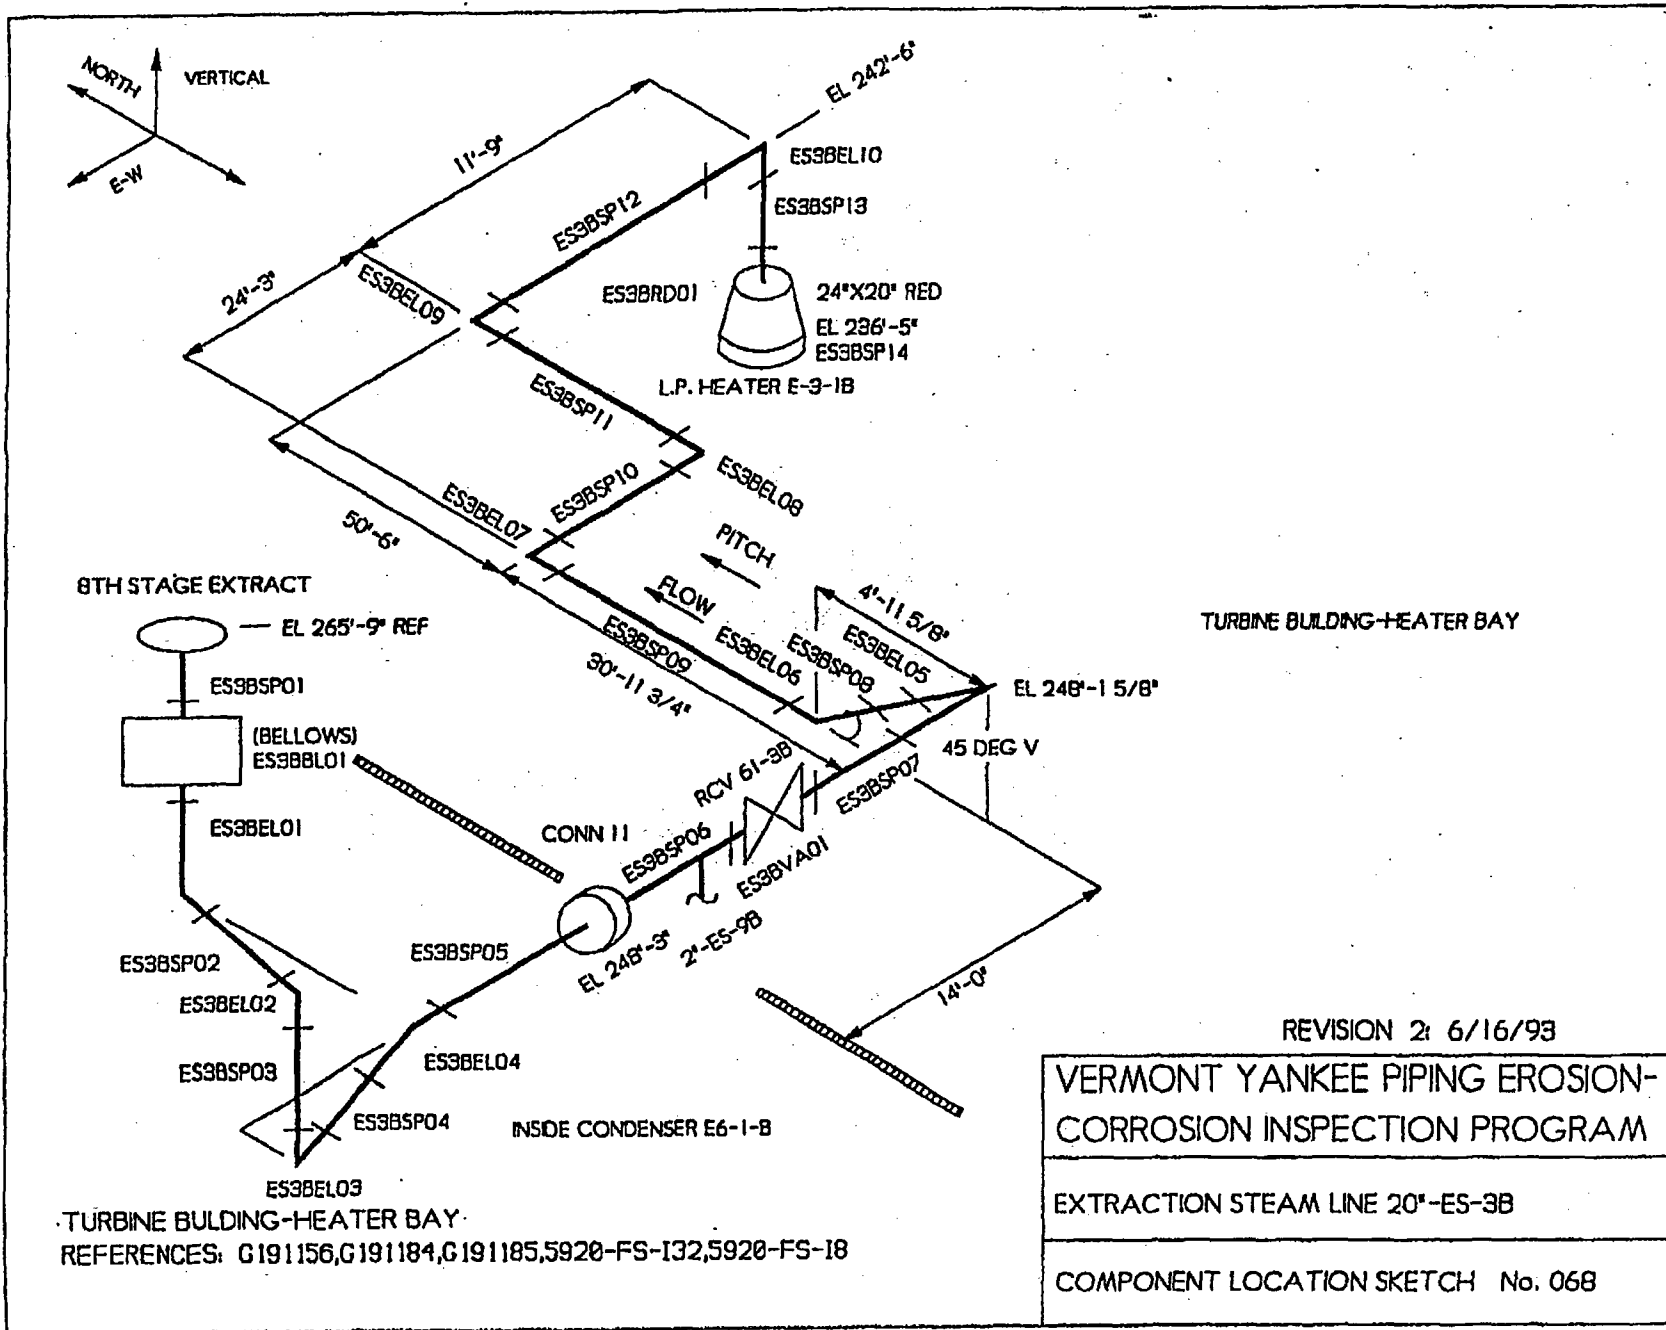 NORTH
VERTICAL
E-W
11'-9"
EL 242'-6"
ES3BEL10
ES3BSP13
ES3BSP12
24'-3"
ES3BEL09
ES3BRD01
24"X20" RED
EL 236'-5"
ES3BSP14
L.P. HEATER E-3-1B
ES3BSP11
ES3BEL08
ES3BSP10
ES3BEL07
50'-6"
PITCH
FLOW
8TH STAGE EXTRACT
EL 265'-9" REF
4'-11 5/8"
ES3BEL05
ES3BSP08
ES3BEL06
ES3BSP09
30'-11 3/4"
TURBINE BUILDING-HEATER BAY
EL 248'-1 5/8"
ES3BSP01
(BELLOWS)
ES3BBL01
45 DEG V
RCV 61-3B
ES3BSP07
ES3BEL01
CONN 11
ES3BSP06
ES3BVA01
2"-ES-9B
EL 248'-3"
ES3BSP05
ES3BSP02
ES3BEL02
14'-0"
ES3BSP03
ES3BEL04
ES3BSP04
INSIDE CONDENSER E6-1-B
ES3BEL03
TURBINE BULDING-HEATER BAY
REFERENCES: G191156,G191184,G191185,5920-FS-I32,5920-FS-I8
REVISION 2: 6/16/93
VERMONT YANKEE PIPING EROSION-
CORROSION INSPECTION PROGRAM
EXTRACTION STEAM LINE 20"-ES-3B
COMPONENT LOCATION SKETCH No. 068